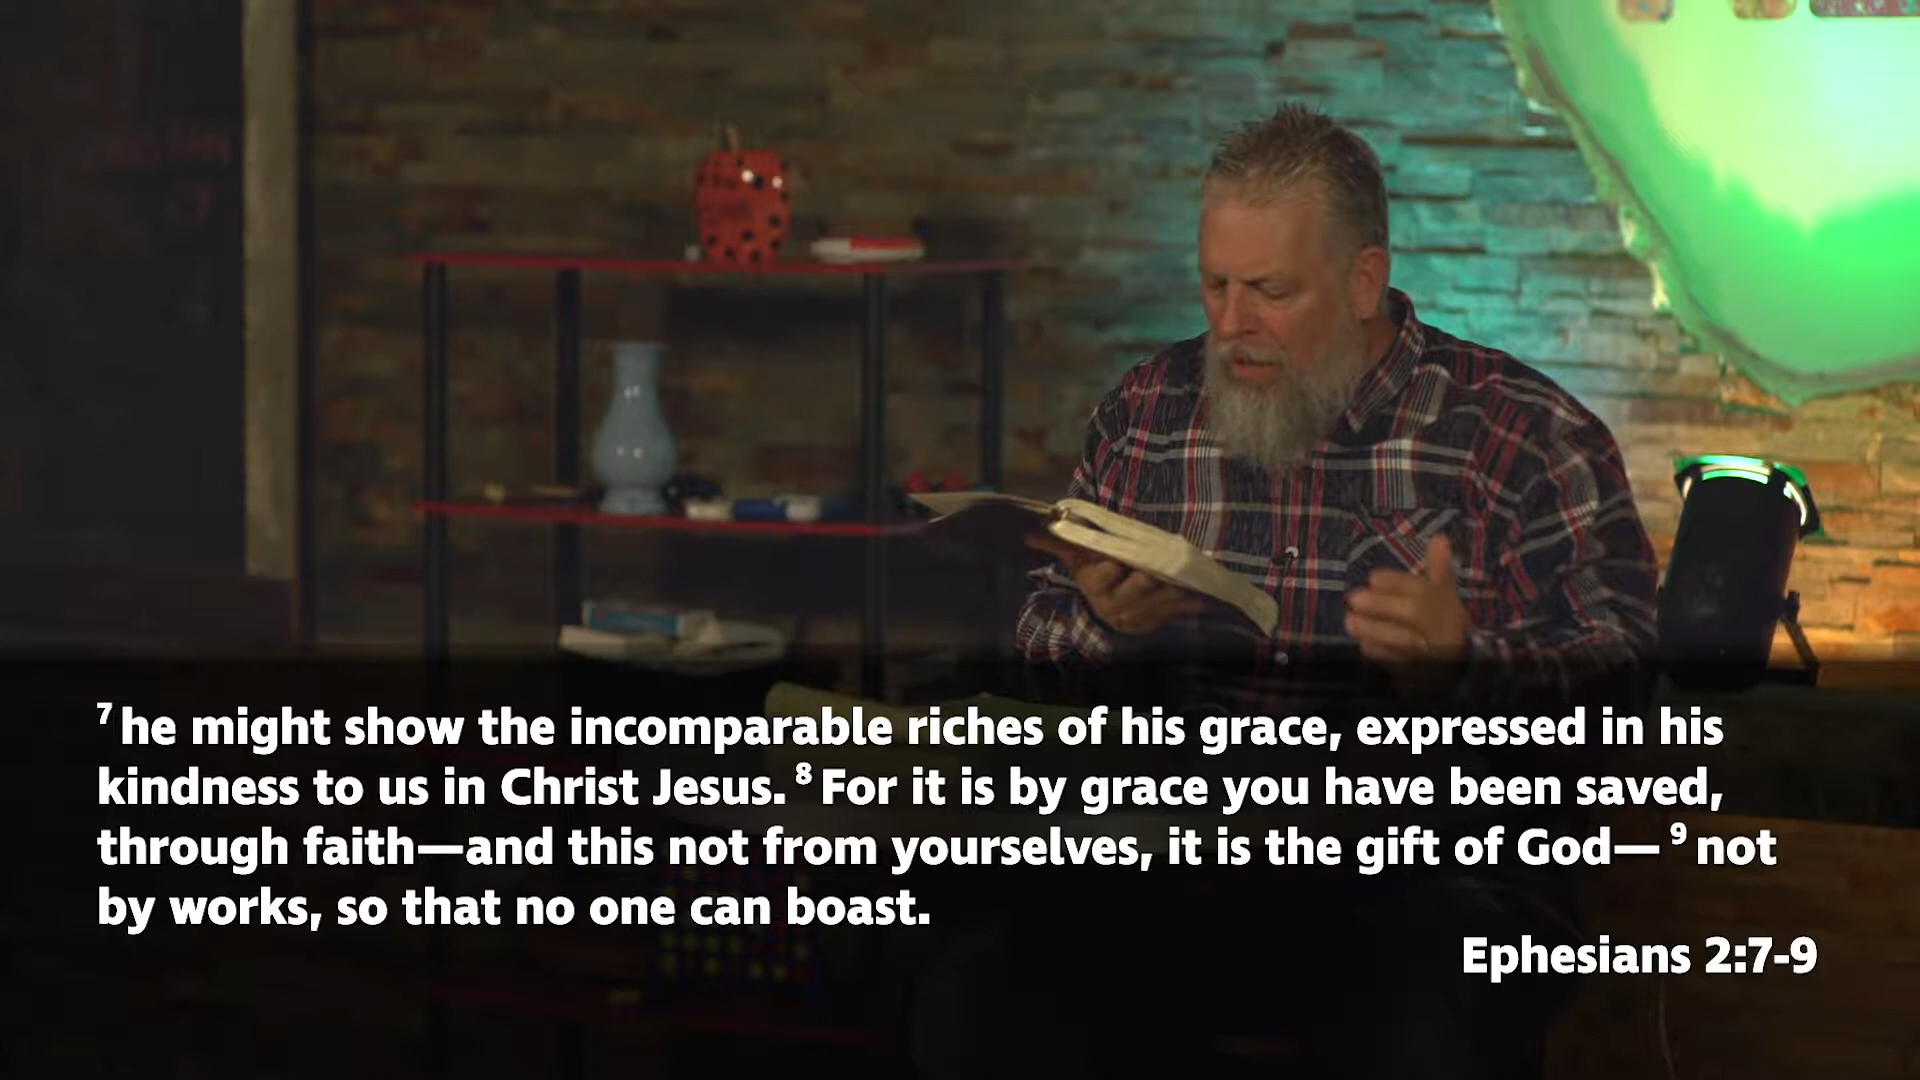 ⁷ he might show the incomparable riches of his grace, expressed in his
kindness to us in Christ Jesus. ⁸ For it is by grace you have been saved,
through faith—and this not from yourselves, it is the gift of God— ⁹ not
by works, so that no one can boast.
Ephesians 2:7-9